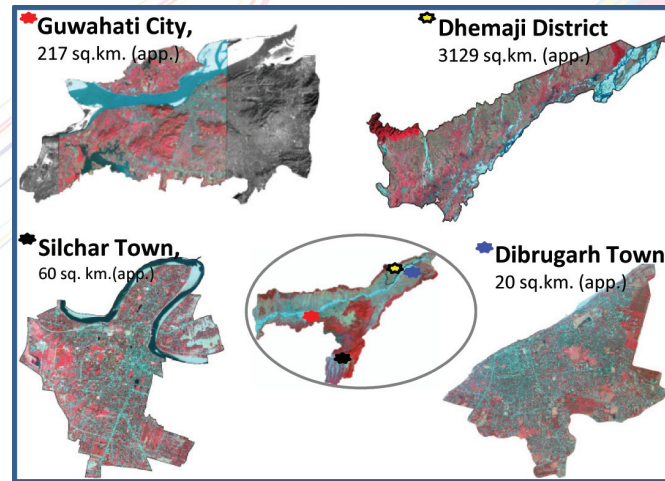 Guwahati City,
217 sq.km. (app.)
Dhemaji District
3129 sq.km. (app.)
Silchar Town,
60 sq. km.(app.)
Dibrugarh Town
20 sq.km. (app.)